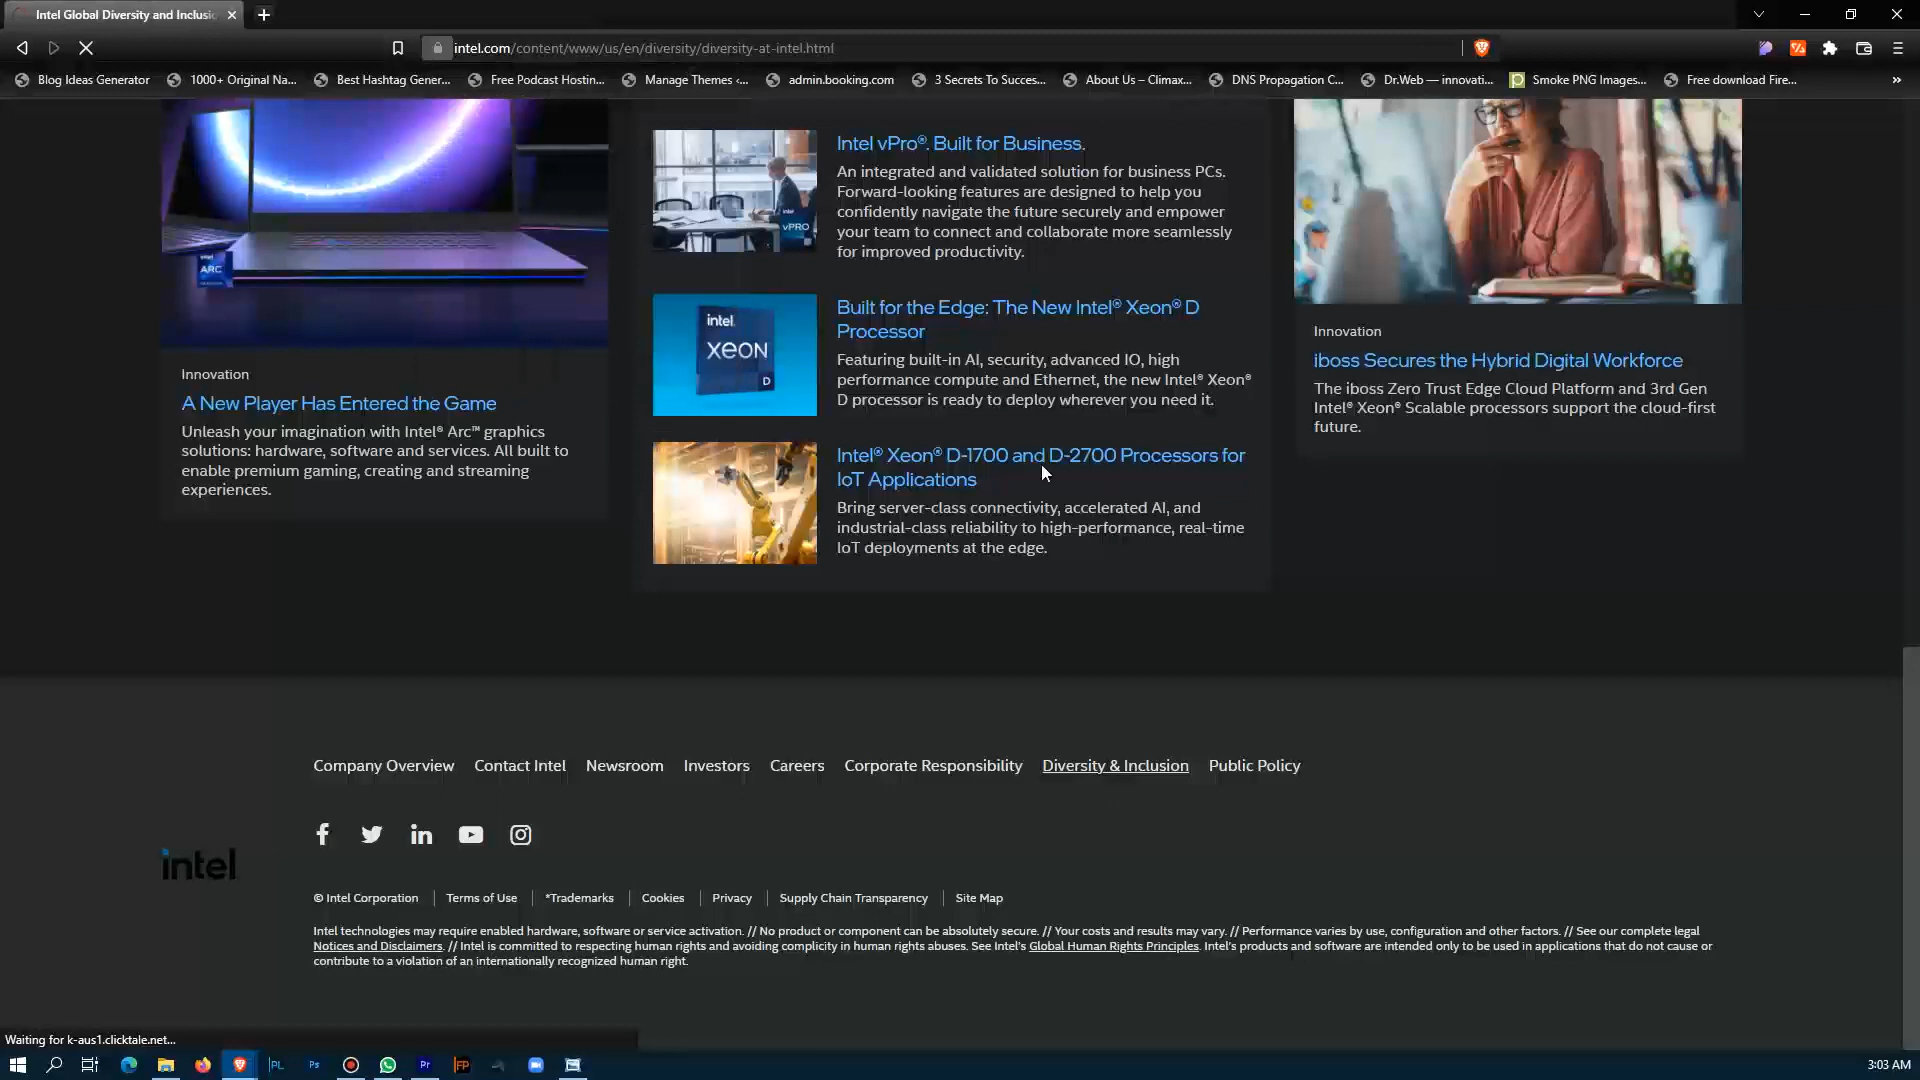 Intel Global Diversity and Inclusio
intel.com/content/www/us/en/diversity/diversity-at-intel.html
Blog Ideas Generator
1000+ Original Na...
Best Hashtag Gener...
Free Podcast Hostin...
Manage Themes ‹...
admin.booking.com
3 Secrets To Succes...
About Us – Climax...
DNS Propagation C...
Dr.Web — innovati...
Smoke PNG Images...
Free download Fire...
»
intel ARC
Innovation
A New Player Has Entered the Game
Unleash your imagination with Intel® Arc™ graphics
solutions: hardware, software and services. All built to
enable premium gaming, creating and streaming
experiences.
intel vPRO
Intel vPro®. Built for Business.
An integrated and validated solution for business PCs.
Forward-looking features are designed to help you
confidently navigate the future securely and empower
your team to connect and collaborate more seamlessly
for improved productivity.
intel
XEON
D
Built for the Edge: The New Intel® Xeon® D
Processor
Featuring built-in AI, security, advanced IO, high
performance compute and Ethernet, the new Intel® Xeon®
D processor is ready to deploy wherever you need it.
Intel® Xeon® D-1700 and D-2700 Processors for
IoT Applications
Bring server-class connectivity, accelerated AI, and
industrial-class reliability to high-performance, real-time
IoT deployments at the edge.
Innovation
iboss Secures the Hybrid Digital Workforce
The iboss Zero Trust Edge Cloud Platform and 3rd Gen
Intel® Xeon® Scalable processors support the cloud-first
future.
Company Overview Contact Intel Newsroom Investors Careers Corporate Responsibility Diversity & Inclusion Public Policy
intel
© Intel Corporation Terms of Use *Trademarks Cookies Privacy Supply Chain Transparency Site Map
Intel technologies may require enabled hardware, software or service activation. // No product or component can be absolutely secure. // Your costs and results may vary. // Performance varies by use, configuration and other factors. // See our complete legal
Notices and Disclaimers. // Intel is committed to respecting human rights and avoiding complicity in human rights abuses. See Intel's Global Human Rights Principles. Intel's products and software are intended only to be used in applications that do not cause or
contribute to a violation of an internationally recognized human right.
Waiting for k-aus1.clicktale.net...
PL Ps Pr FP
3:03 AM